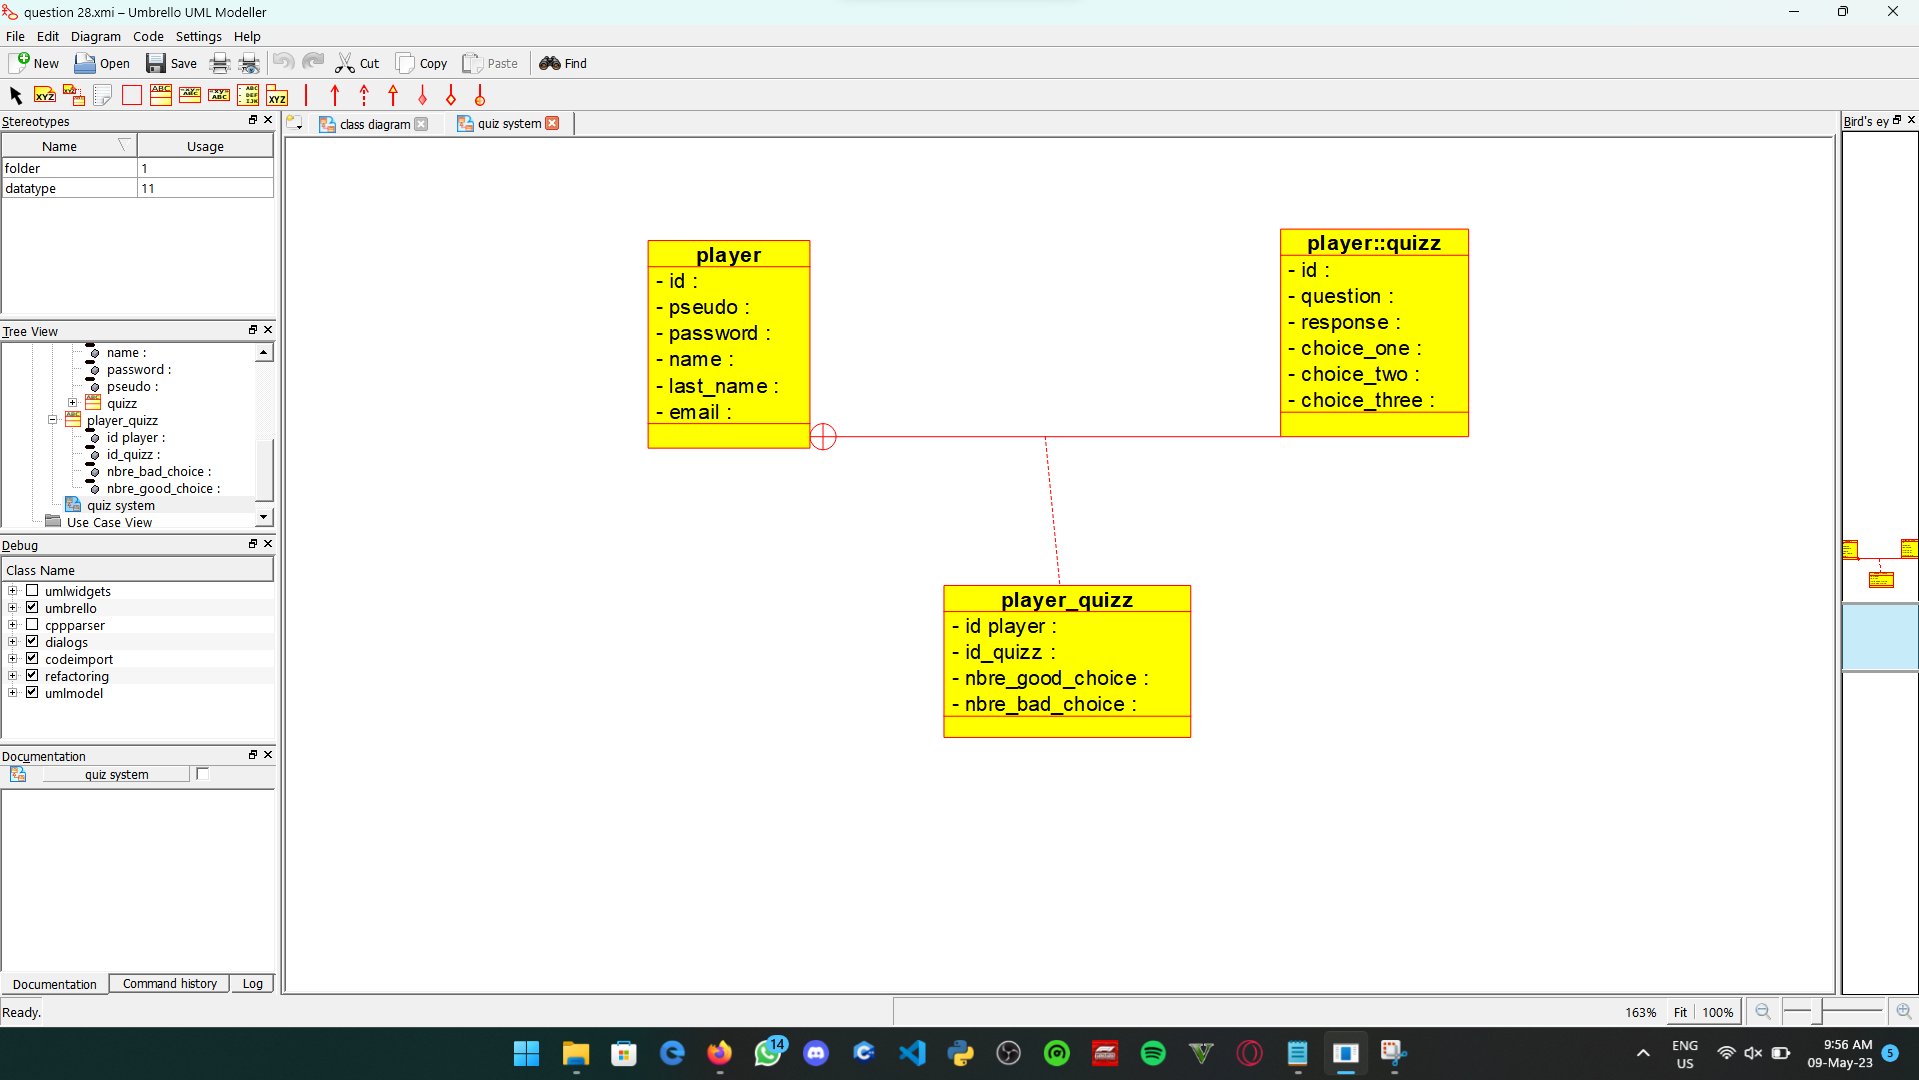 question 28.xmi – Umbrello UML Modeller
File Edit Diagram Code Settings Help
New Open Save Cut Copy Paste Find
XYZ
ABC
XYZ
Stereotypes
Name Usage
folder 1
datatype 11
Tree View
name :
password :
pseudo :
quizz
player_quizz
id player :
id_quizz :
nbre_bad_choice :
nbre_good_choice :
quiz system
Use Case View
Debug
Class Name
umlwidgets
umbrello
cppparser
dialogs
codeimport
refactoring
umlmodel
Documentation
quiz system
Documentation Command history Log
class diagram quiz system
player
- id :
- pseudo :
- password :
- name :
- last_name :
- email :
player::quizz
- id :
- question :
- response :
- choice_one :
- choice_two :
- choice_three :
player_quizz
- id player :
- id_quizz :
- nbre_good_choice :
- nbre_bad_choice :
Bird's ey
Ready.
163% Fit 100%
14
ENG
US
9:56 AM
09-May-23
5